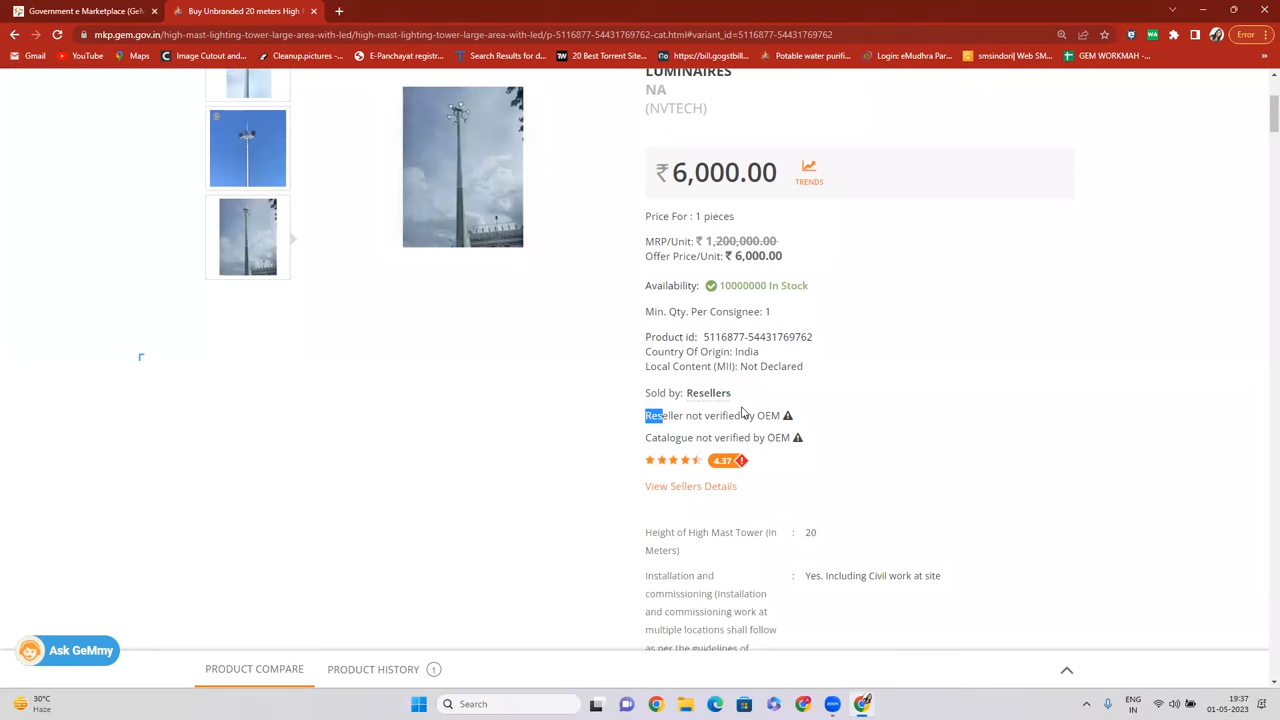 Government e Marketplace (GeM
Buy Unbranded 20 meters High
mkp.gem.gov.in/high-mast-lighting-tower-large-area-with-led/high-mast-lighting-tower-large-area-with-led/p-5116877-54431769762-cat.html#variant_id=5116877-54431769762
Error
Gmail YouTube Maps Image Cutout and... Cleanup.pictures -... E-Panchayat registr... Search Results for d... 20 Best Torrent Site... https://bill.gogstbill... Potable water purifi... Login: eMudhra Par... smsindori) Web SM... GEM WORKMAH -...
LUMINAIRES
NA
(NVTECH)
₹ 6,000.00
TRENDS
Price For : 1 pieces
MRP/Unit: ₹ 1,200,000.00
Offer Price/Unit: ₹ 6,000.00
Availability: 10000000 In Stock
Min. Qty. Per Consignee: 1
Product id: 5116877-54431769762
Country Of Origin: India
Local Content (MII): Not Declared
Sold by: Resellers
Reseller not verified by OEM
Catalogue not verified by OEM
4.37
View Sellers Details
Height of High Mast Tower (in : 20
Meters)
Installation and : Yes. Including Civil work at site
commissioning (Installation
and commissioning work at
multiple locations shall follow
as per the guidelines of
Ask GeMmy
PRODUCT COMPARE PRODUCT HISTORY 1
30°C
Haze
Search
ENG
IN
19:37
01-05-2023